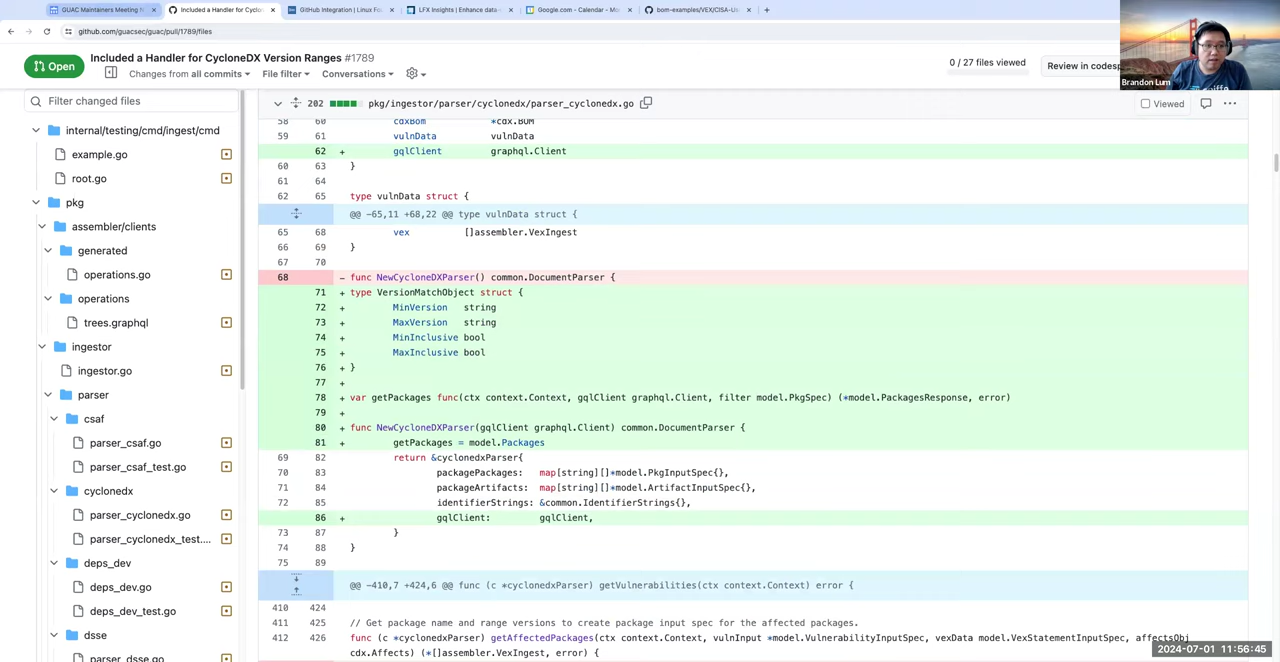 GUAC Maintainers Meeting N
Included a Handler for Cyclon
GitHub Integration | Linux Fou
LFX Insights | Enhance data-d
Google.com - Calendar - Mo
bom-examples/VEX/CISA-Us
github.com/guacsec/guac/pull/1789/files
Open
Included a Handler for CycloneDX Version Ranges #1789
Changes from all commits
File filter
Conversations
0 / 27 files viewed
Review in codesp
Brandon Lum
Filter changed files
202 pkg/ingestor/parser/cyclonedx/parser_cyclonedx.go
Viewed
internal/testing/cmd/ingest/cmd
example.go
root.go
pkg
assembler/clients
generated
operations.go
operations
trees.graphql
ingestor
ingestor.go
parser
csaf
parser_csaf.go
parser_csaf_test.go
cyclonedx
parser_cyclonedx.go
parser_cyclonedx_test....
deps_dev
deps_dev.go
deps_dev_test.go
dsse
parser_dsse.go
58 60 cdxBom *cdx.BOM
59 61 vulnData vulnData
62 + gqlClient graphql.Client
60 63 }
61 64
62 65 type vulnData struct {
@@ -65,11 +68,22 @@ type vulnData struct {
65 68 vex []assembler.VexIngest
66 69 }
67 70
68 - func NewCycloneDXParser() common.DocumentParser {
71 + type VersionMatchObject struct {
72 + MinVersion string
73 + MaxVersion string
74 + MinInclusive bool
75 + MaxInclusive bool
76 + }
77 +
78 + var getPackages func(ctx context.Context, gqlClient graphql.Client, filter model.PkgSpec) (*model.PackagesResponse, error)
79 +
80 + func NewCycloneDXParser(gqlClient graphql.Client) common.DocumentParser {
81 + getPackages = model.Packages
69 82 return &cyclonedxParser{
70 83 packagePackages: map[string][]*model.PkgInputSpec{},
71 84 packageArtifacts: map[string][]*model.ArtifactInputSpec{},
72 85 identifierStrings: &common.IdentifierStrings{},
86 + gqlClient: gqlClient,
73 87 }
74 88 }
75 89
@@ -410,7 +424,6 @@ func (c *cyclonedxParser) getVulnerabilities(ctx context.Context) error {
410 424
411 425 // Get package name and range versions to create package input spec for the affected packages.
412 426 func (c *cyclonedxParser) getAffectedPackages(ctx context.Context, vulnInput *model.VulnerabilityInputSpec, vexData model.VexStatementInputSpec, affectsObj
cdx.Affects) (*[]assembler.VexIngest, error) {
2024-07-01 11:56:45